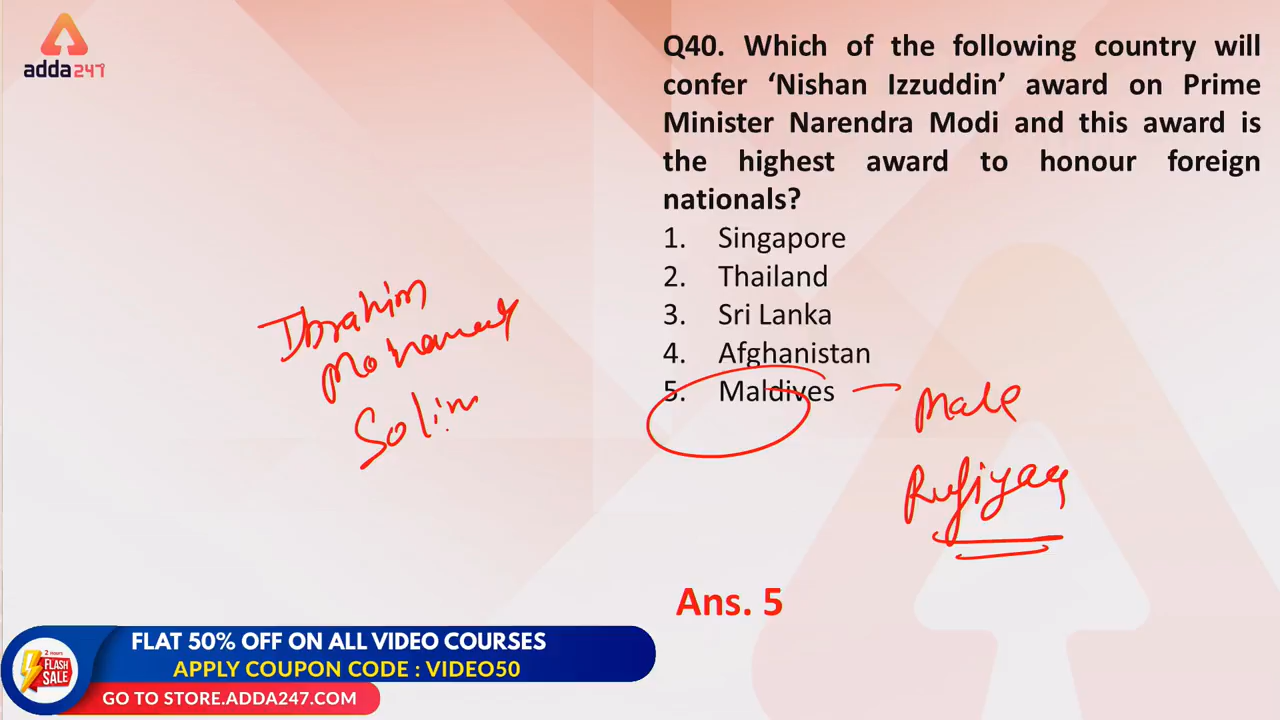 adda247
Q40. Which of the following country will
confer ‘Nishan Izzuddin’ award on Prime
Minister Narendra Modi and this award is
the highest award to honour foreign
nationals?
1. Singapore
2. Thailand
3. Sri Lanka
4. Afghanistan
5. Maldives
Male
Rufiyaa
Ibrahim
Mohamed
Solim
Ans. 5
FLAT 50% OFF ON ALL VIDEO COURSES
APPLY COUPON CODE : VIDEO50
2 Hours
FLASH
SALE
GO TO STORE.ADDA247.COM